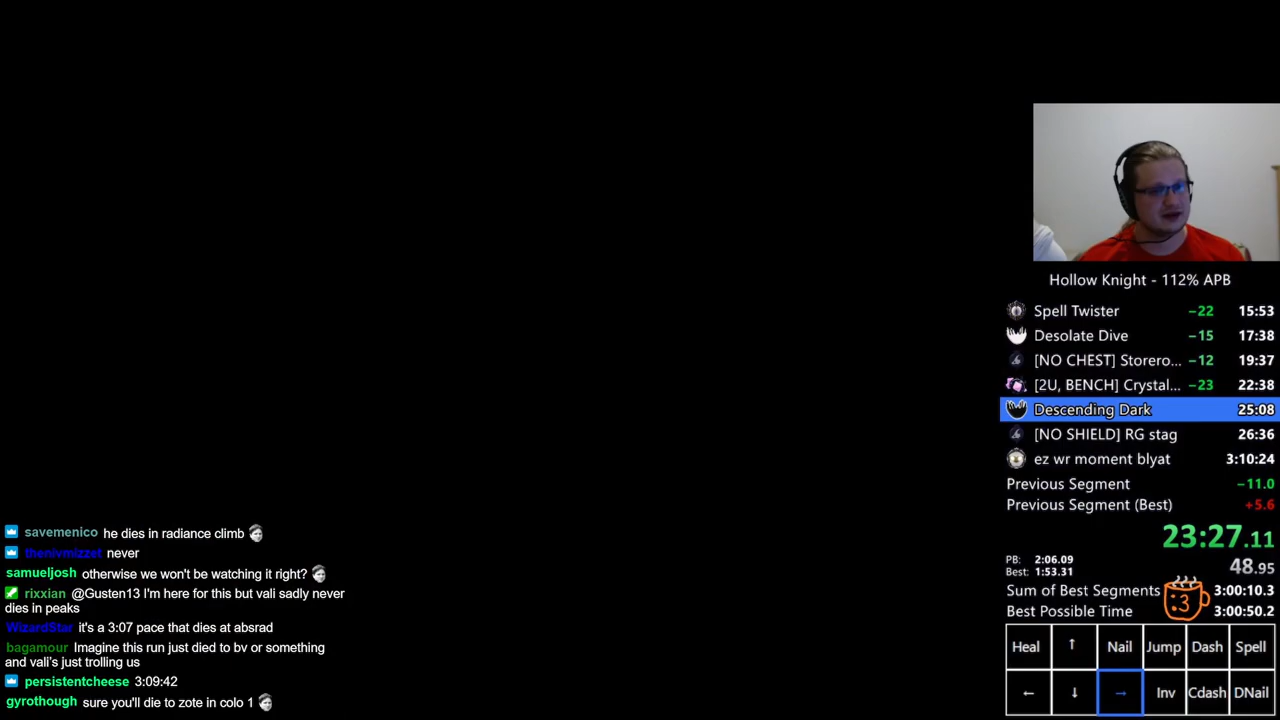 Hollow Knight - 112% APB
Spell Twister -22 15:53
Desolate Dive -15 17:38
[NO CHEST] Storero... -12 19:37
[2U, BENCH] Crystal... -23 22:38
Descending Dark 25:08
[NO SHIELD] RG stag 26:36
ez wr moment blyat 3:10:24
Previous Segment -11.0
Previous Segment (Best) +5.6
23:27.11
PB: 2:06.09
Best: 1:53.31
48.95
Sum of Best Segments 3:00:10.3
Best Possible Time 3:00:50.2
:3
Heal ↑ Nail Jump Dash Spell
← ↓ → Inv Cdash DNail
savemenico he dies in radiance climb
thenivmizzet never
samueljosh otherwise we won't be watching it right?
rixxian @Gusten13 I'm here for this but vali sadly never
dies in peaks
WizardStar it's a 3:07 pace that dies at absrad
bagamour Imagine this run just died to bv or something
and vali's just trolling us
persistentcheese 3:09:42
gyrothough sure you'll die to zote in colo 1